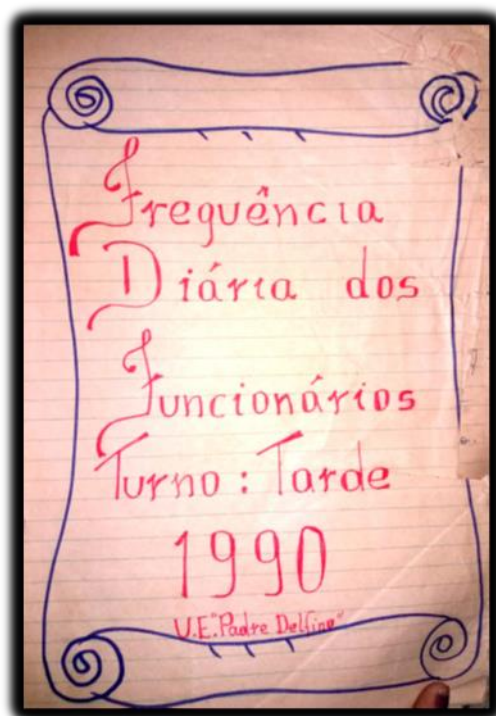 Frequência
Diária dos
Funcionários
Turno: Tarde
1990
U.E. "Padre Delfino"